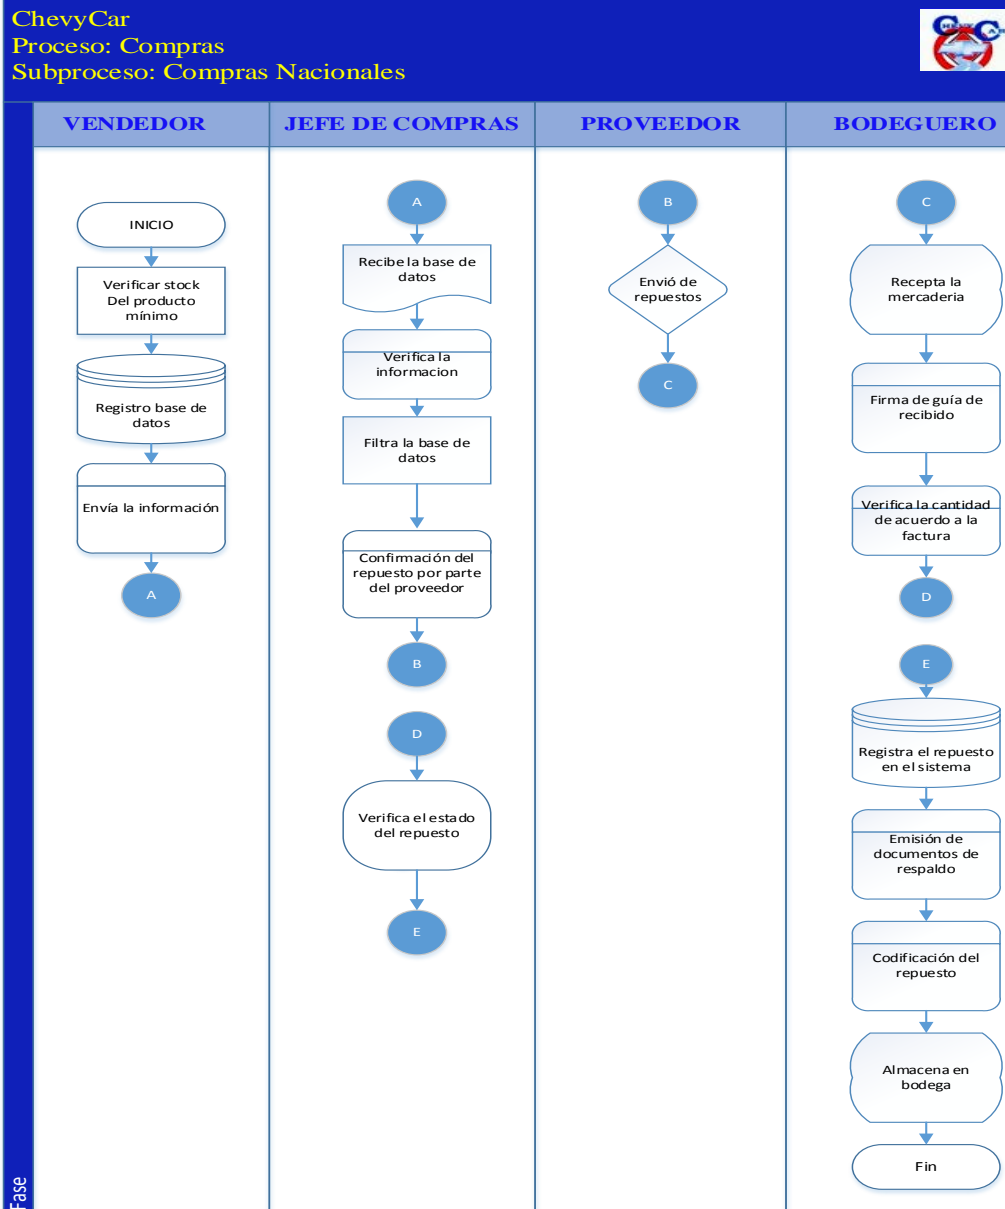 ChevyCar
Proceso: Compras
Subproceso: Compras Nacionales
VENDEDOR
INICIO
Verificar stock
Del producto
mínimo
Registro base de
datos
Envía la información
A
JEFE DE COMPRAS
A
Recibe la base de
datos
Verifica la
informacion
Filtra la base de
datos
Confirmación del
repuesto por parte
del proveedor
B
D
Verifica el estado
del repuesto
E
PROVEEDOR
B
Envió de
repuestos
C
BODEGUERO
C
Recepta la
mercaderia
Firma de guía de
recibido
Verifica la cantidad
de acuerdo a la
factura
D
E
Registra el repuesto
en el sistema
Emisión de
documentos de
respaldo
Codificación del
repuesto
Almacena en
bodega
Fin
Fase